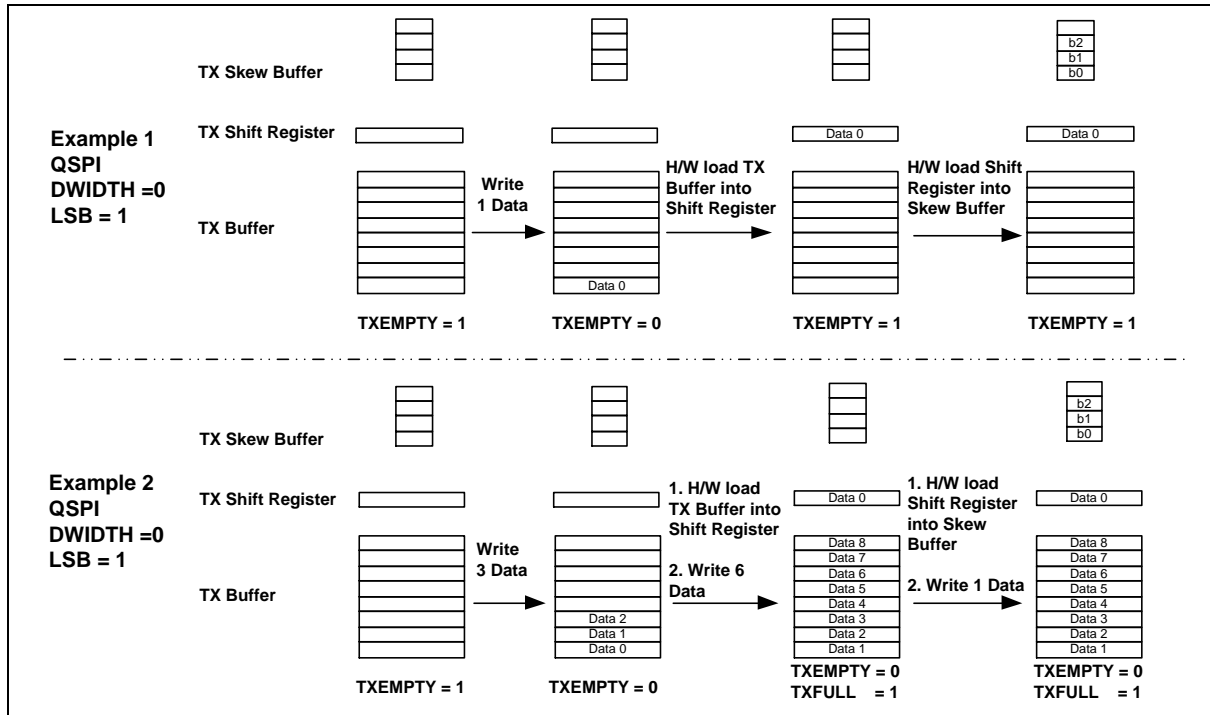 b2
TX Skew Buffer
b1
b0
Example 1
QSPI
DWIDTH =0
LSB = 1
TX Shift Register
Data 0
Data 0
Write
1 Data
H/W load TX
Buffer into
Shift Register
H/W load Shift
Register into
Skew Buffer
TX Buffer
Data 0
TXEMPTY = 1
TXEMPTY = 0
TXEMPTY = 1
TXEMPTY = 1
b2
b1
TX Skew Buffer
b0
Example 2
QSPI
DWIDTH =0
LSB = 1
TX Shift Register
1. H/W load
TX Buffer into
Shift Register
Data 0
1. H/W load
Shift Register
into Skew
Buffer
Data 0
Write
3 Data
2. Write 6
Data
2. Write 1 Data
TX Buffer
Data 2
Data 1
Data 0
Data 8
Data 7
Data 6
Data 5
Data 4
Data 3
Data 2
Data 1
Data 8
Data 7
Data 6
Data 5
Data 4
Data 3
Data 2
Data 1
TXEMPTY = 1
TXEMPTY = 0
TXEMPTY = 0
TXFULL = 1
TXEMPTY = 0
TXFULL = 1